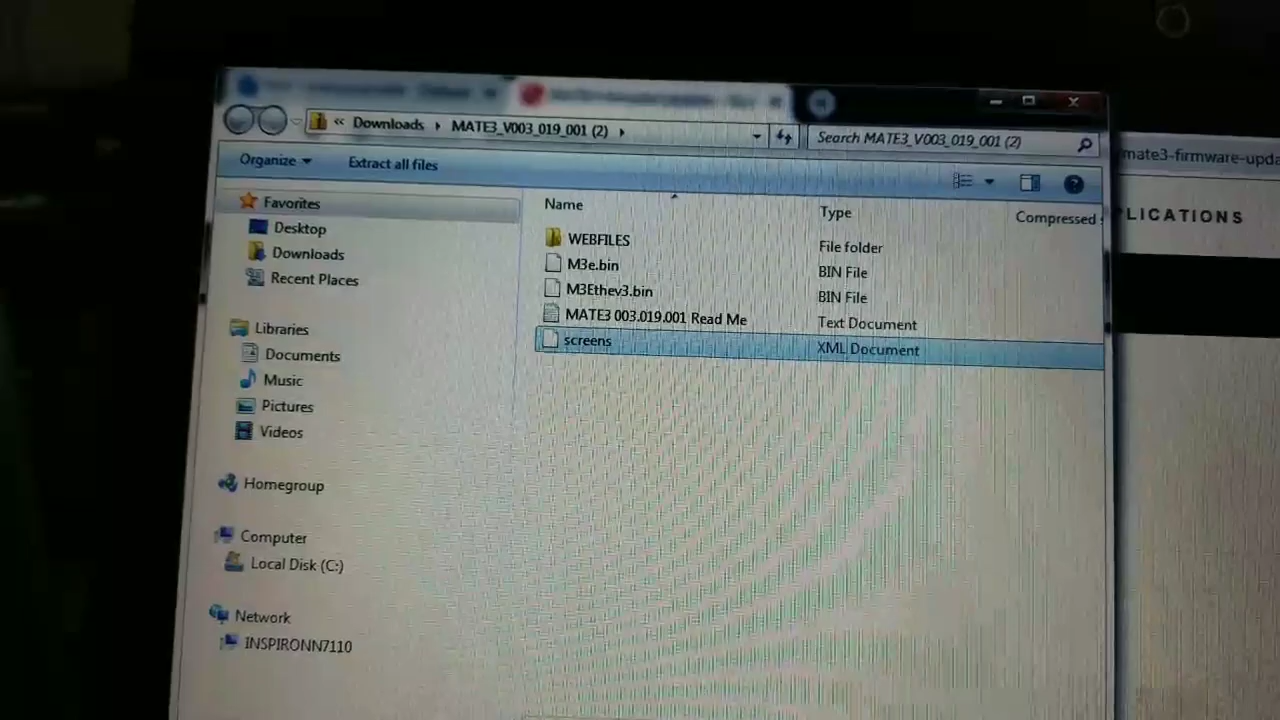 « Downloads MATE3_V003_019_001 (2)
Search MATE3_V003_019_001 (2)
mate3-firmware-upda
Organize
Extract all files
PLICATIONS
Favorites
Desktop
Downloads
Recent Places
Libraries
Documents
Music
Pictures
Videos
Homegroup
Computer
Local Disk (C:)
Network
INSPIRONN7110
Name
Type
Compressed
WEBFILES
File folder
M3e.bin
BIN File
M3Ethev3.bin
BIN File
MATE3 003.019.001 Read Me
Text Document
screens
XML Document